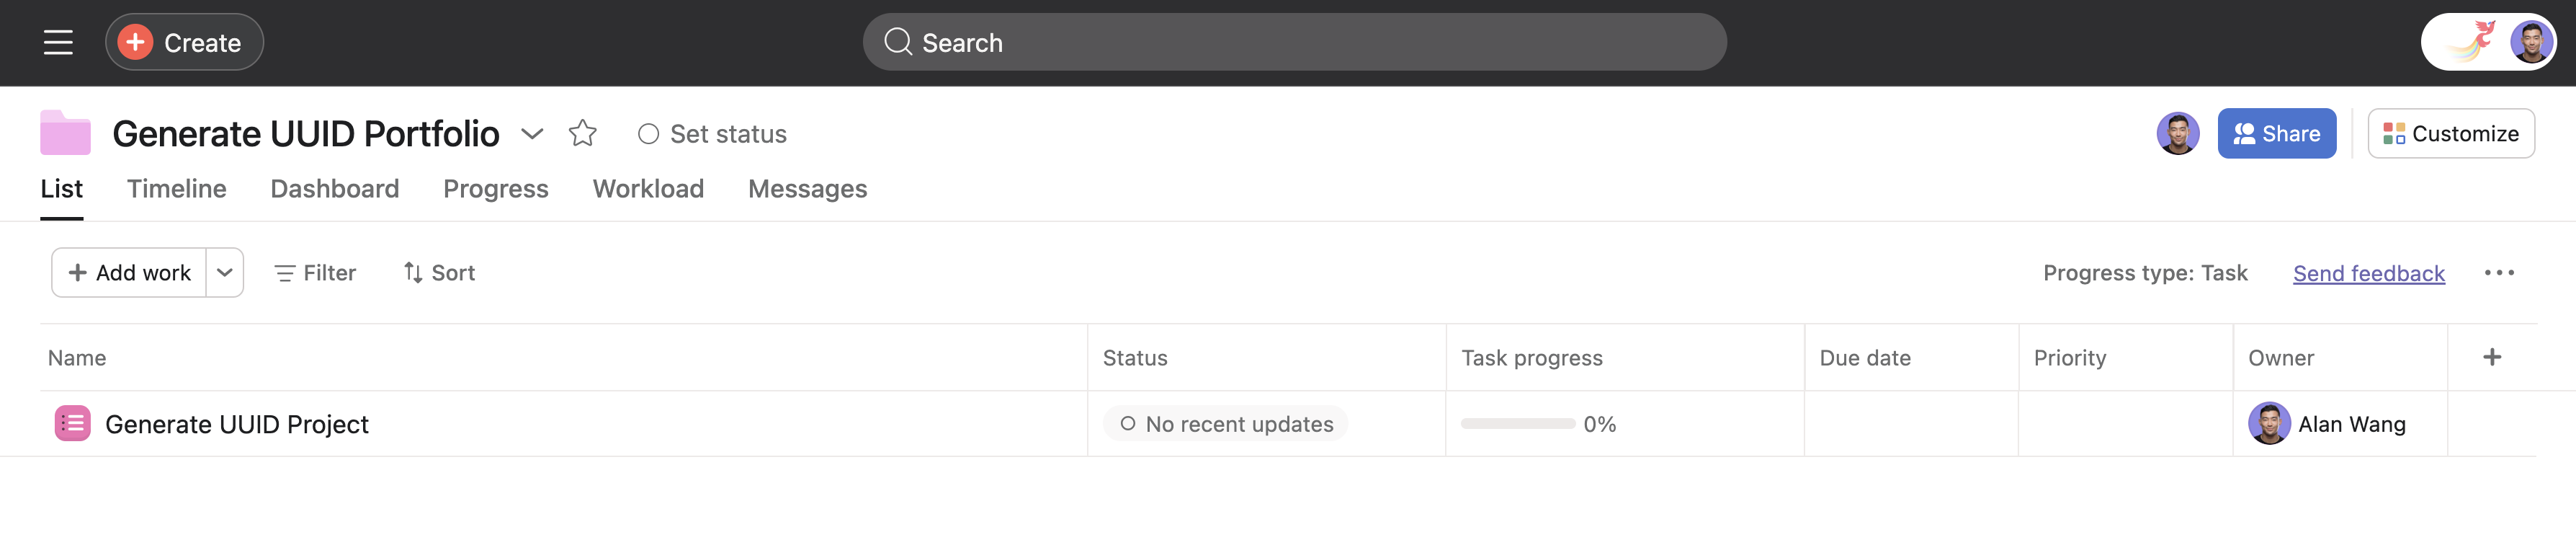 Create
Search
Generate UUID Portfolio
Set status
Share
Customize
List Timeline Dashboard Progress Workload Messages
Add work Filter Sort Progress type: Task Send feedback
Name Status Task progress Due date Priority Owner
Generate UUID Project No recent updates 0% Alan Wang